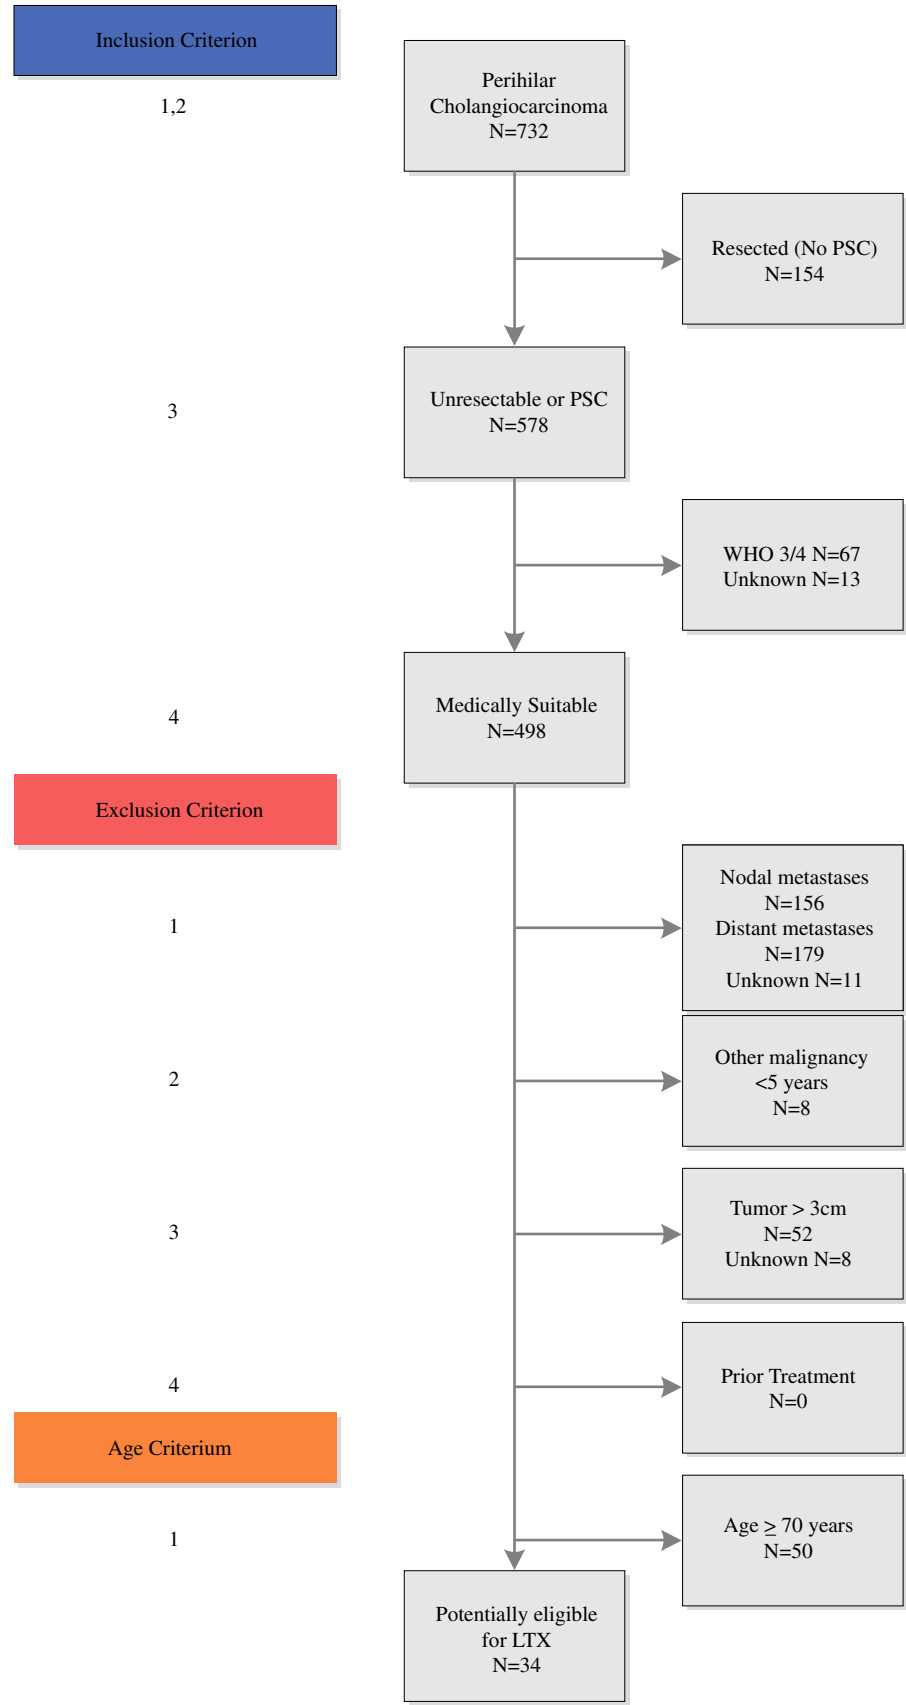 Inclusion Criterion
1,2
Perihilar
Cholangiocarcinoma
N=732
Resected (No PSC)
N=154
3
Unresectable or PSC
N=578
WHO 3/4 N=67
Unknown N=13
4
Medically Suitable
N=498
Exclusion Criterion
1
Nodal metastases
N=156
Distant metastases
N=179
Unknown N=11
2
Other malignancy
<5 years
N=8
3
Tumor > 3cm
N=52
Unknown N=8
4
Prior Treatment
N=0
Age Criterium
1
Age ≥ 70 years
N=50
Potentially eligible
for LTX
N=34